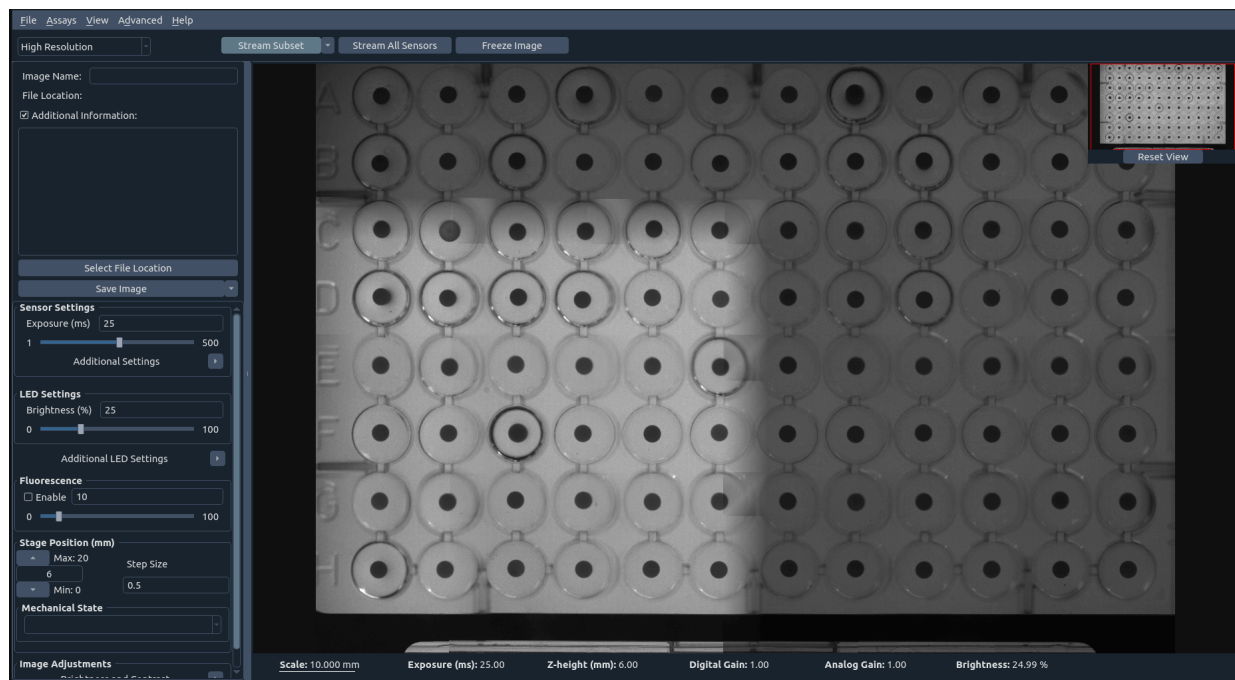 File Assays View Advanced Help
High Resolution
Stream Subset
Stream All Sensors
Freeze Image
Image Name:
File Location:
Additional Information:
Select File Location
Save Image
Sensor Settings
Exposure (ms) 25
1 500
Additional Settings
LED Settings
Brightness (%) 25
0 100
Additional LED Settings
Fluorescence
Enable 10
0 100
Stage Position (mm)
Max: 20
6
Min: 0
Step Size
0.5
Mechanical State
Image Adjustments
Brightness and Contrast
A
B
C
D
E
F
G
H
Reset View
Scale: 10.000 mm Exposure (ms): 25.00 Z-height (mm): 6.00 Digital Gain: 1.00 Analog Gain: 1.00 Brightness: 24.99 %